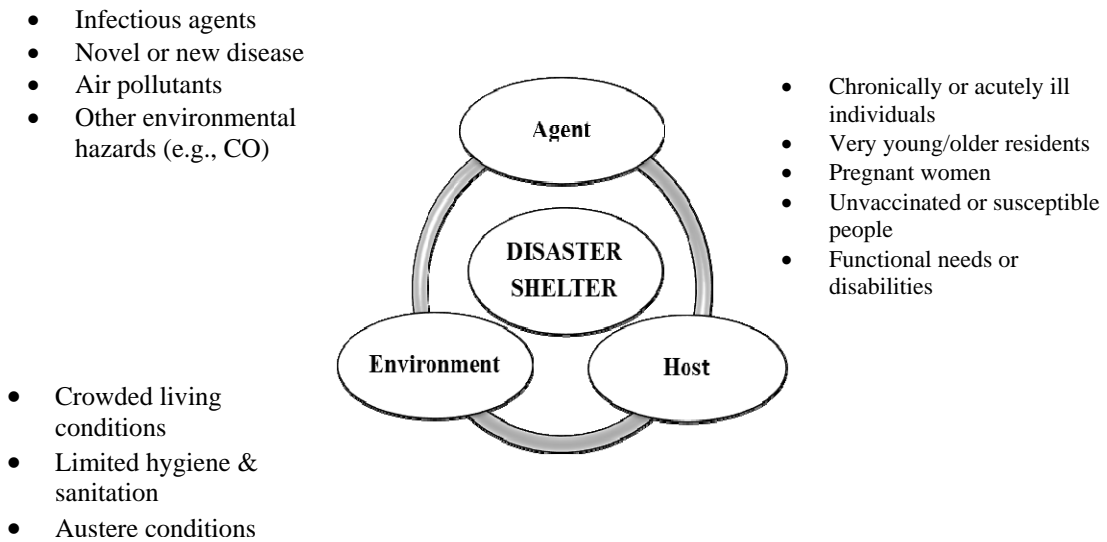 • Infectious agents
• Novel or new disease
• Air pollutants
• Other environmental
hazards (e.g., CO)
Agent
• Chronically or acutely ill
individuals
• Very young/older residents
• Pregnant women
• Unvaccinated or susceptible
people
• Functional needs or
disabilities
DISASTER
SHELTER
Environment
Host
• Crowded living
conditions
• Limited hygiene &
sanitation
• Austere conditions